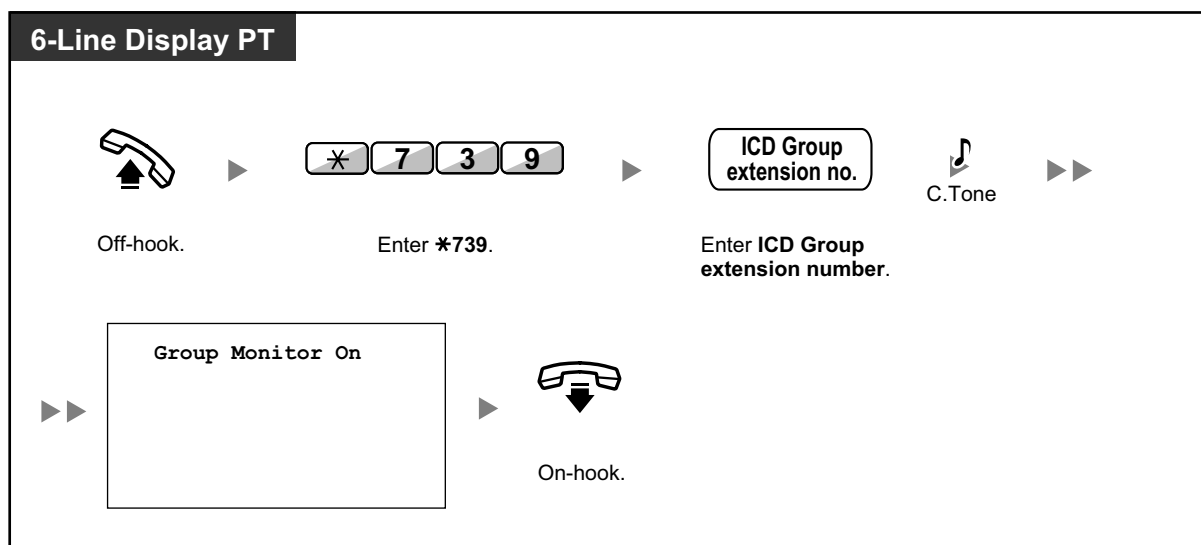 6-Line Display PT
✳ 7 3 9
ICD Group
extension no.
C.Tone
Off-hook.
Enter ✳739.
Enter ICD Group
extension number.
Group Monitor On
On-hook.